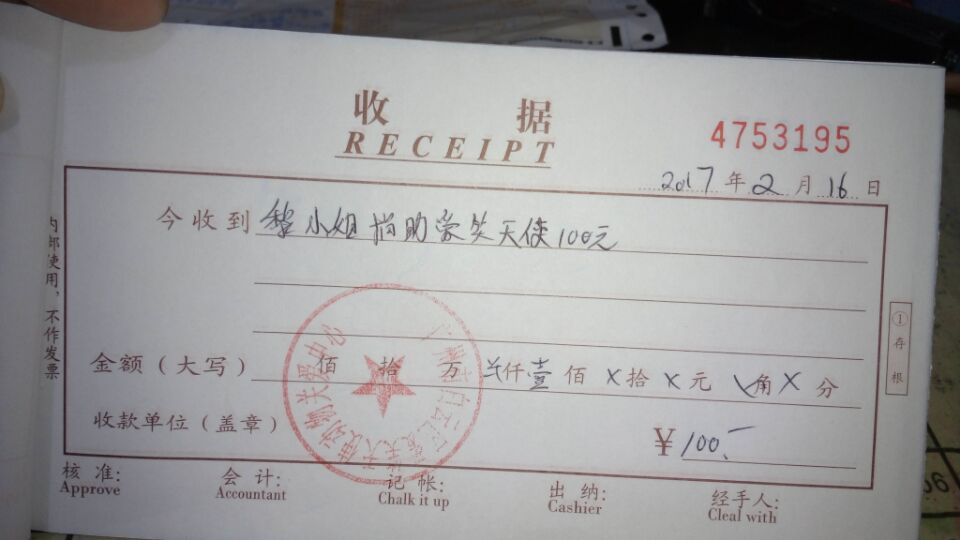 收 据
RECEIPT
4753195
2017 年 2 月 16 日
今收到 黎小姐捐助蒙笑天使100元
金额（大写） 佰 拾 万 仟 壹 佰 X 拾 X 元 角 X 分
收款单位（盖章）
¥ 100.-
核 准: 会 计: 记 帐: 出 纳: 经手人:
Approve Accountant Chalk it up Cashier Cleal with
内部使用，不作发票
① 存 根